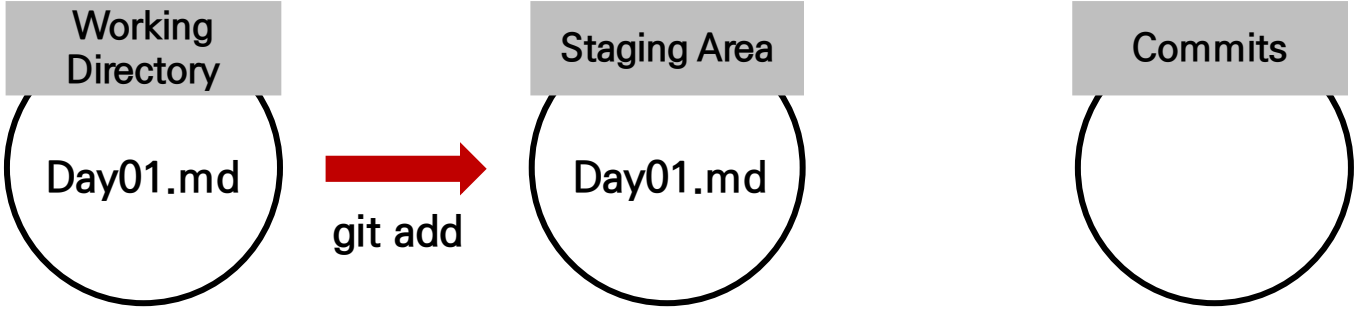 Working
Directory
Staging Area
Commits
Day01.md
git add
Day01.md